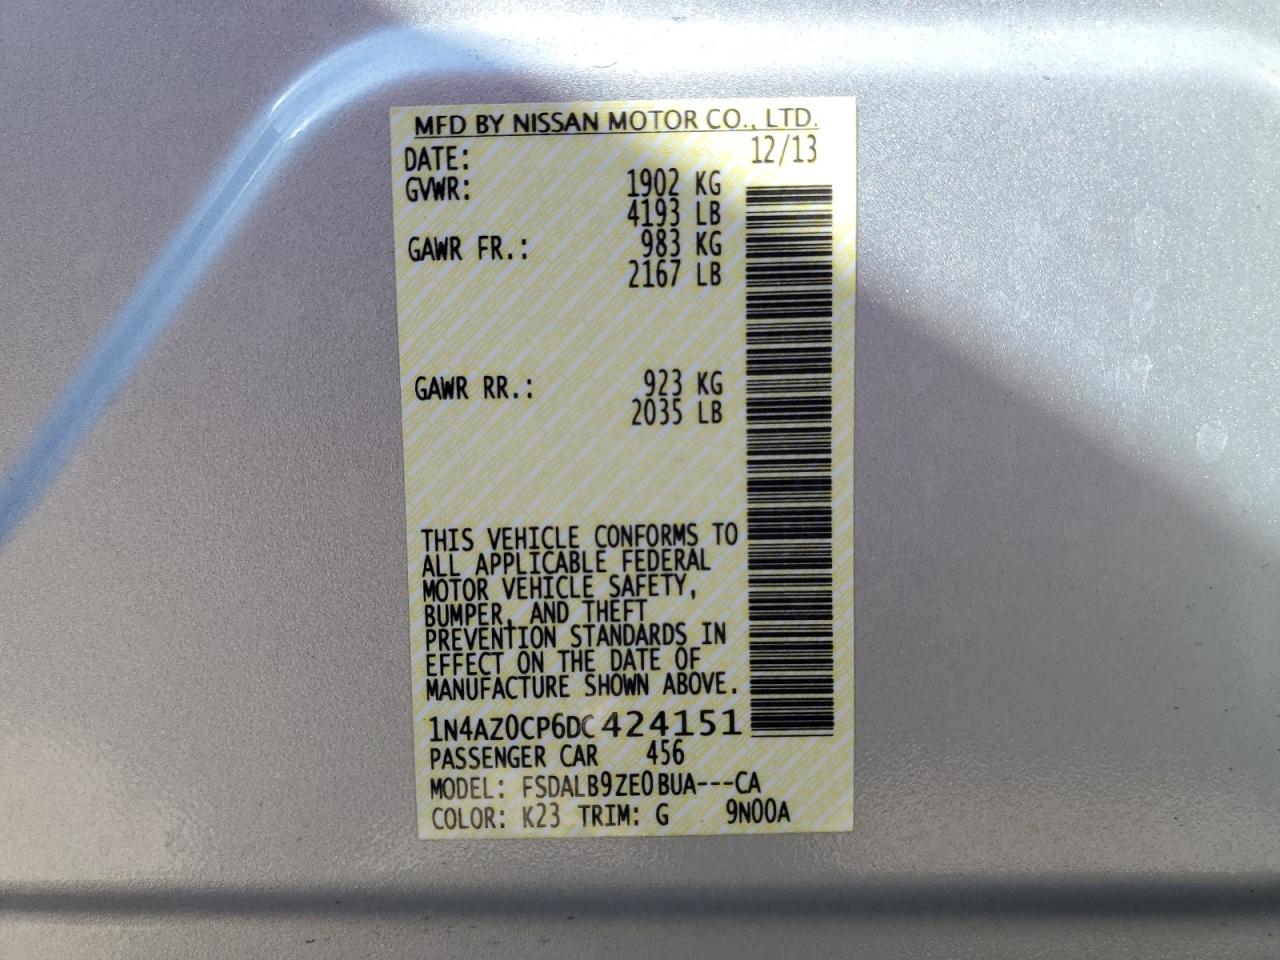 MFD BY NISSAN MOTOR CO., LTD.
DATE: 12/13
GVWR: 1902 KG
4193 LB
GAWR FR.: 983 KG
2167 LB
GAWR RR.: 923 KG
2035 LB
THIS VEHICLE CONFORMS TO
ALL APPLICABLE FEDERAL
MOTOR VEHICLE SAFETY,
BUMPER, AND THEFT
PREVENTION STANDARDS IN
EFFECT ON THE DATE OF
MANUFACTURE SHOWN ABOVE.
1N4AZ0CP6DC424151
PASSENGER CAR 456
MODEL: FSDALB9ZE0BUA---CA
COLOR: K23 TRIM: G 9N00A